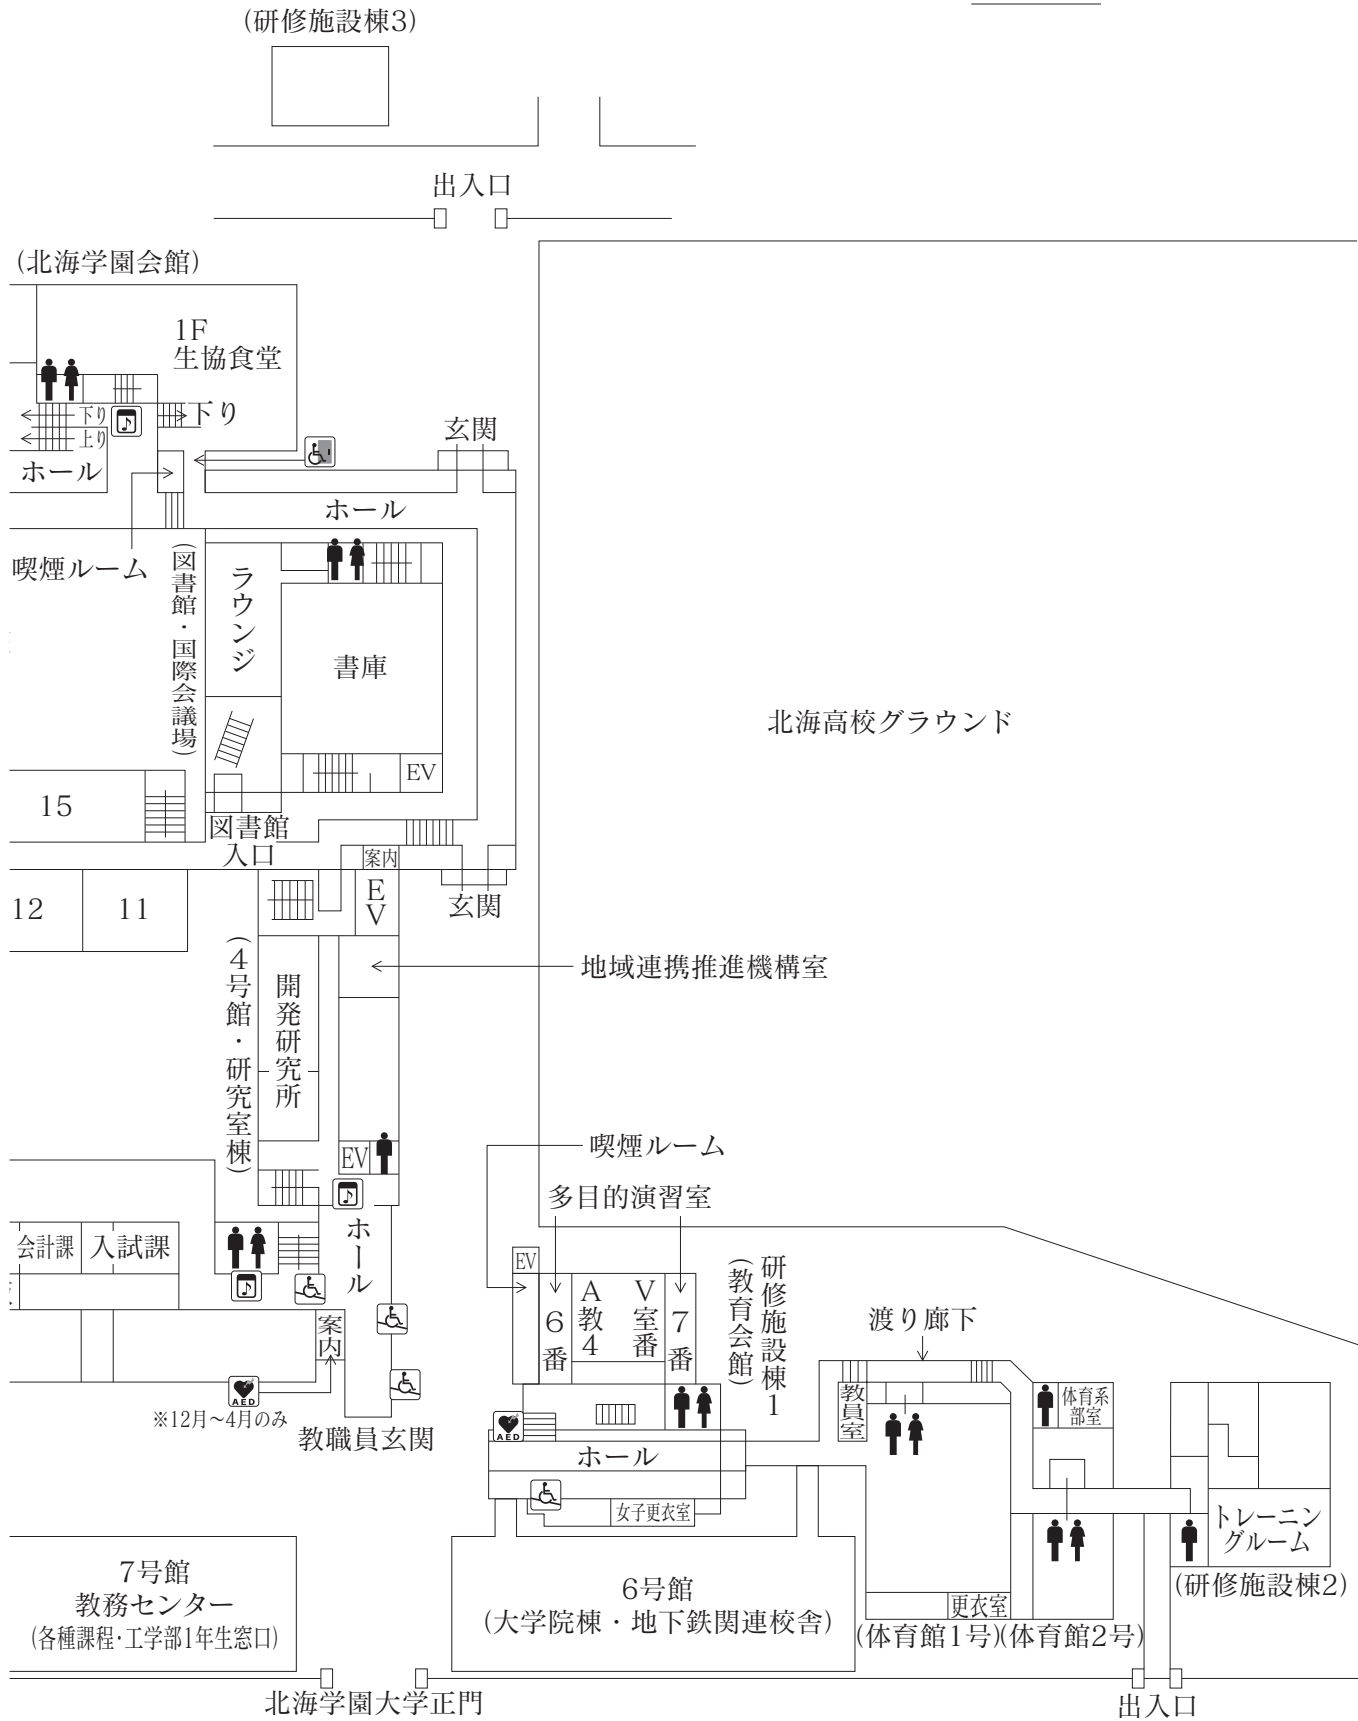 (研修施設棟3)
出入口
(北海学園会館)
1F
生協食堂
下り
上り
下り
ホール
玄関
ホール
喫煙ルーム
(図書館・国際会議場)
ラウンジ
書庫
北海高校グラウンド
EV
15
図書館
入口
案内
EV
玄関
12
11
(4号館・研究室棟)
開発研究所
地域連携推進機構室
EV
喫煙ルーム
多目的演習室
会計課
入試課
ホール
案内
EV
6番
A教4
V室番
7番
研修施設棟1
(教育会館)
渡り廊下
AED
※12月～4月のみ
教職員玄関
AED
ホール
女子更衣室
教員室
体育系
部室
トレーニン
グルーム
(研修施設棟2)
7号館
教務センター
(各種課程・工学部1年生窓口)
6号館
(大学院棟・地下鉄関連校舎)
更衣室
(体育館1号)
(体育館2号)
北海学園大学正門
出入口